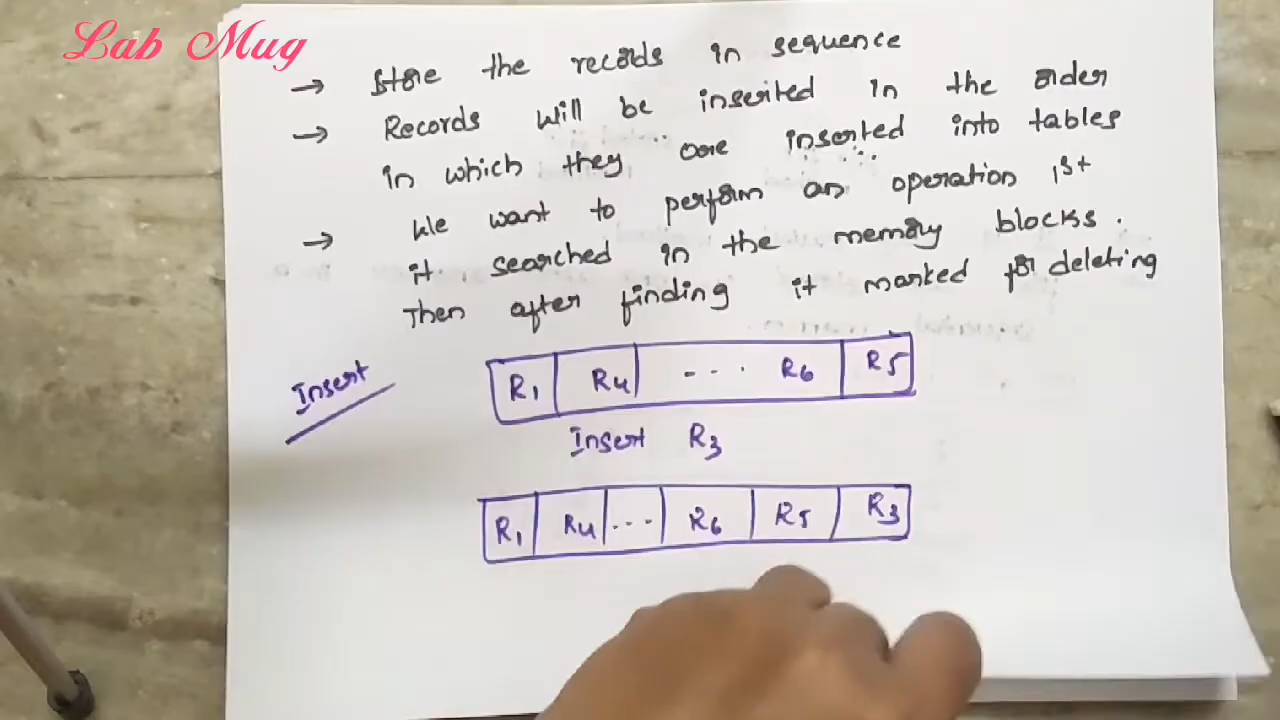 Lab Mug
→ Store the records in sequence
→ Records will be inserted in the order
in which they are inserted into tables
→ We want to perform an operation 1st
it searched in the memory blocks.
Then after finding it marked for deleting
Insert
R1 R4 --- R6 R5
Insert R3
R1 R4 --- R6 R5 R3